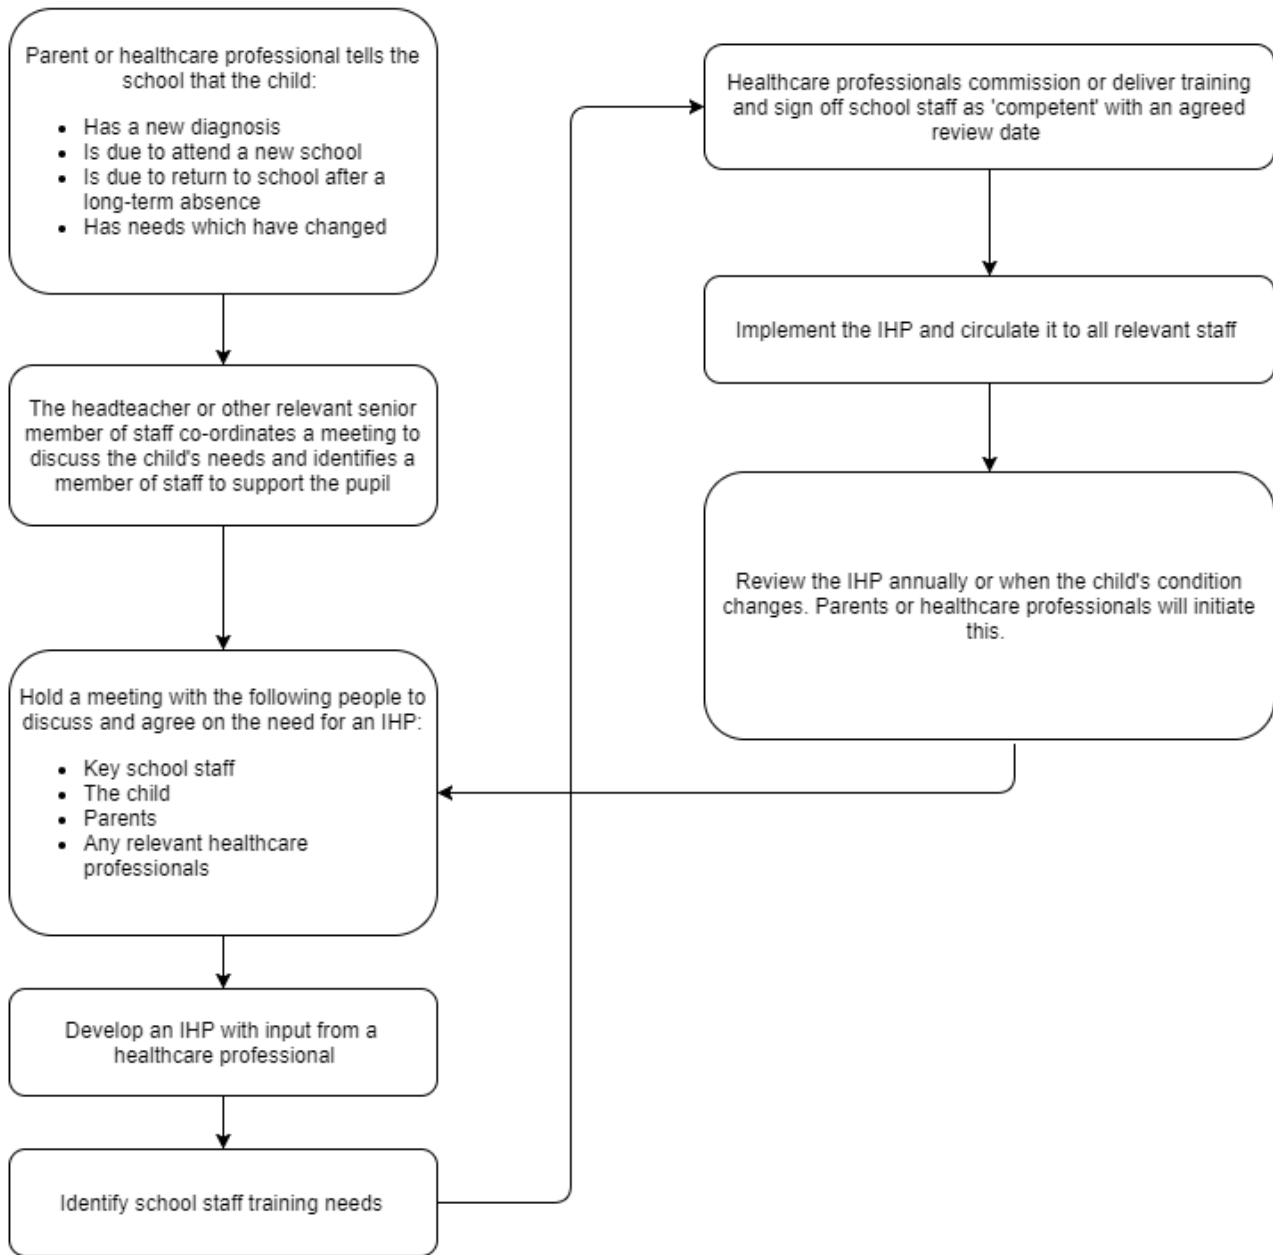 Parent or healthcare professional tells the
school that the child:
• Has a new diagnosis
• Is due to attend a new school
• Is due to return to school after a
long-term absence
• Has needs which have changed
The headteacher or other relevant senior
member of staff co-ordinates a meeting to
discuss the child's needs and identifies a
member of staff to support the pupil
Hold a meeting with the following people to
discuss and agree on the need for an IHP:
• Key school staff
• The child
• Parents
• Any relevant healthcare
professionals
Develop an IHP with input from a
healthcare professional
Identify school staff training needs
Healthcare professionals commission or deliver training
and sign off school staff as 'competent' with an agreed
review date
Implement the IHP and circulate it to all relevant staff
Review the IHP annually or when the child's condition
changes. Parents or healthcare professionals will initiate
this.